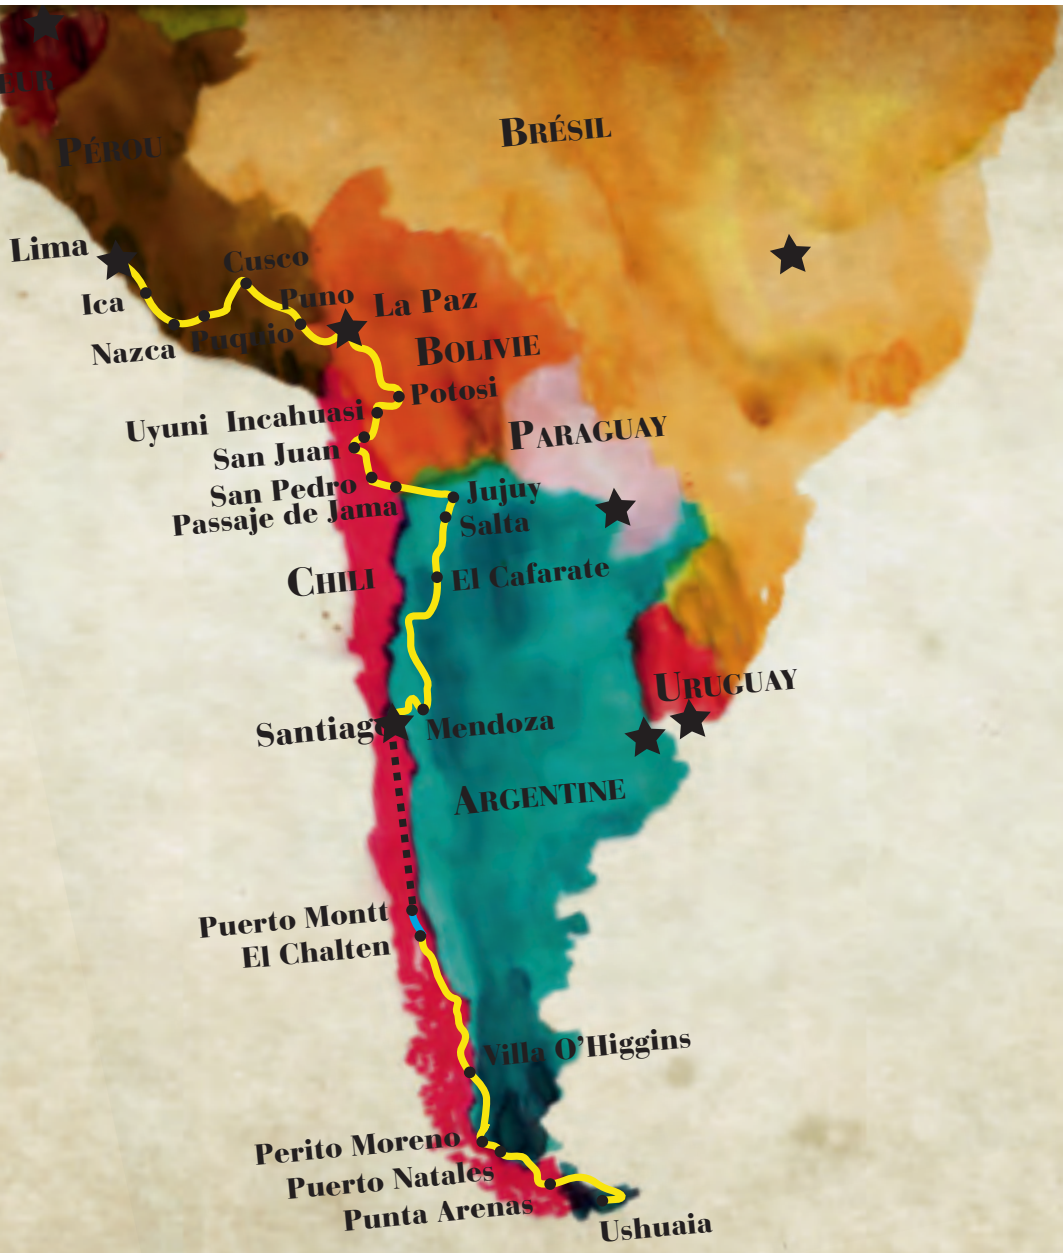 EUR
PÉROU
BRÉSIL
Lima
Cusco
Ica
Puno
La Paz
Nazca
Puquio
BOLIVIE
Potosi
Uyuni Incahuasi
PARAGUAY
San Juan
San Pedro
Jujuy
Passaje de Jama
Salta
CHILI
El Cafarate
URUGUAY
Santiago
Mendoza
ARGENTINE
Puerto Montt
El Chalten
Villa O'Higgins
Perito Moreno
Puerto Natales
Punta Arenas
Ushuaia